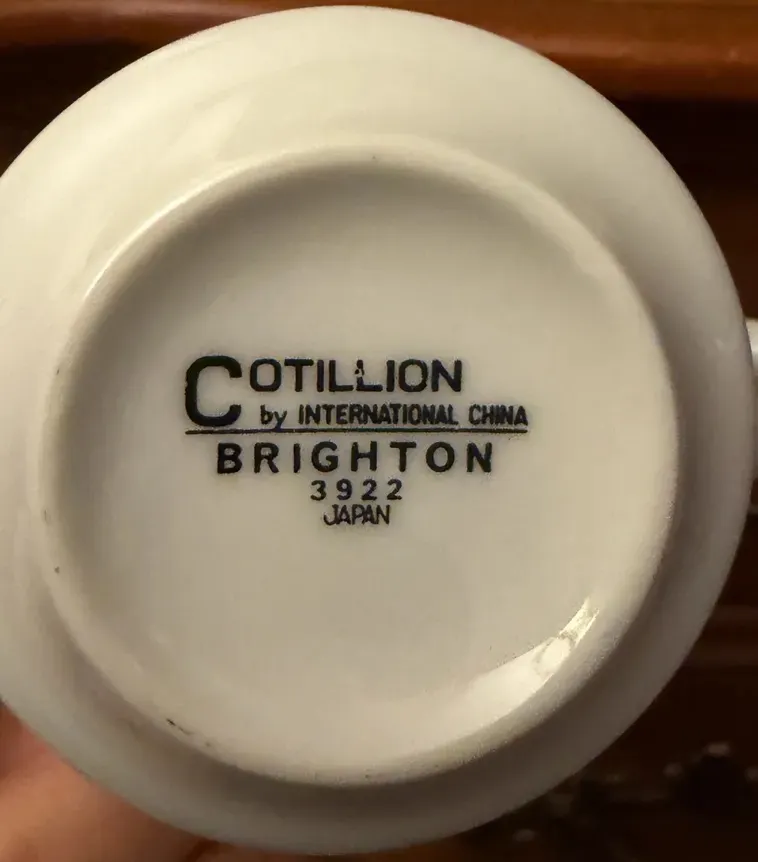 COTILLION
by INTERNATIONAL CHINA
BRIGHTON
3922
JAPAN